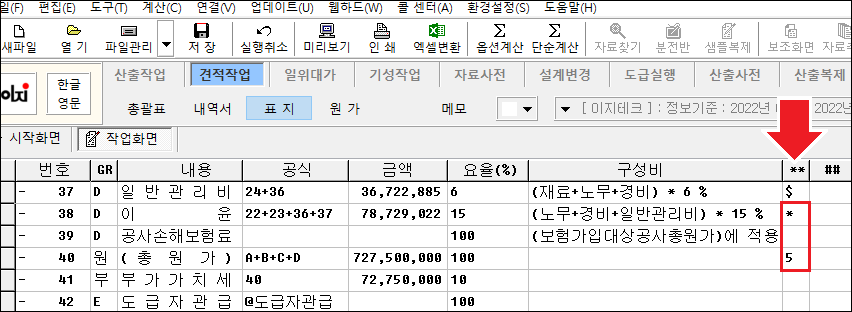 일(F) 편집(E) 도구(T) 계산(C) 연결(V) 업데이트(U) 웹하드(W) 콜 센터(A) 환경설정(S) 도움말(H)
새파일 열 기 파일관리 저 장 실행취소 미리보기 인 쇄 엑셀변환 옵션계산 단순계산 자료찾기 분전반 샘플복제 보조화면 자료
이지 한글 영문 산출작업 견적작업 일위대가 기성작업 자료사전 설계변경 도급실행 산출사전 산출복제
총괄표 내역서 표 지 원 가 메모 [ 이지테크 ] : 정보기준 : 2022년 2022년
시작화면 작업화면
번호 GR 내용 공식 금액 요율(%) 구성비 ** ##
- 37 D 일 반 관 리 비 24+36 36,722,885 6 (재료+노무+경비) * 6 % $
- 38 D 이 윤 22+23+36+37 78,729,022 15 (노무+경비+일반관리비) * 15 % *
- 39 D 공사손해보험료 100 (보험가입대상공사총원가)에 적용
- 40 원 ( 총 원 가 ) A+B+C+D 727,500,000 100 5
- 41 부 부 가 가 치 세 40 72,750,000 10
- 42 E 도 급 자 관 급 @도급자관급 100